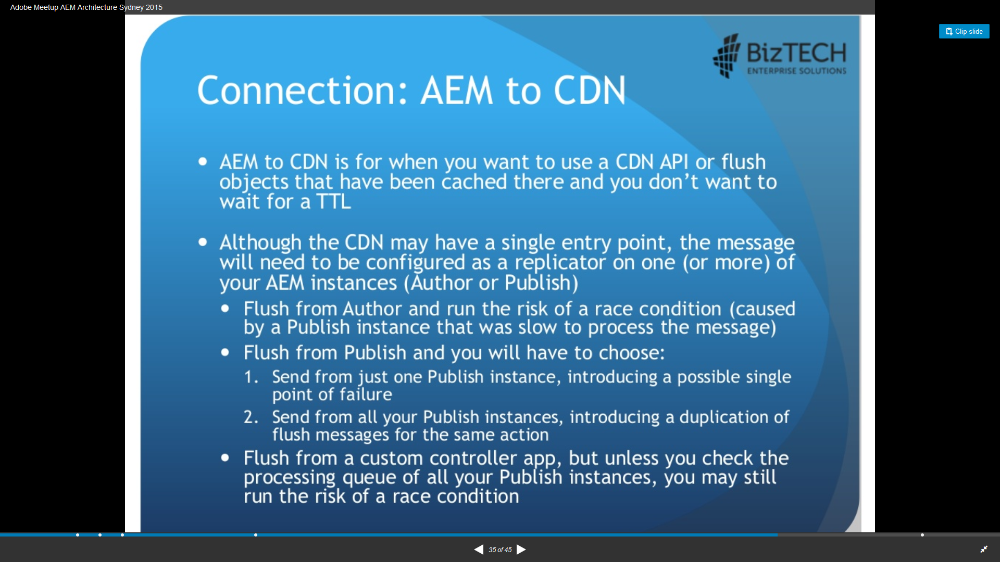 Adobe Meetup AEM Architecture Sydney 2015
Clip slide
BizTECH
ENTERPRISE SOLUTIONS
Connection: AEM to CDN
• AEM to CDN is for when you want to use a CDN API or flush
objects that have been cached there and you don’t want to
wait for a TTL
• Although the CDN may have a single entry point, the message
will need to be configured as a replicator on one (or more) of
your AEM instances (Author or Publish)
• Flush from Author and run the risk of a race condition (caused
by a Publish instance that was slow to process the message)
• Flush from Publish and you will have to choose:
1. Send from just one Publish instance, introducing a possible single
point of failure
2. Send from all your Publish instances, introducing a duplication of
flush messages for the same action
• Flush from a custom controller app, but unless you check the
processing queue of all your Publish instances, you may still
run the risk of a race condition
35 of 45